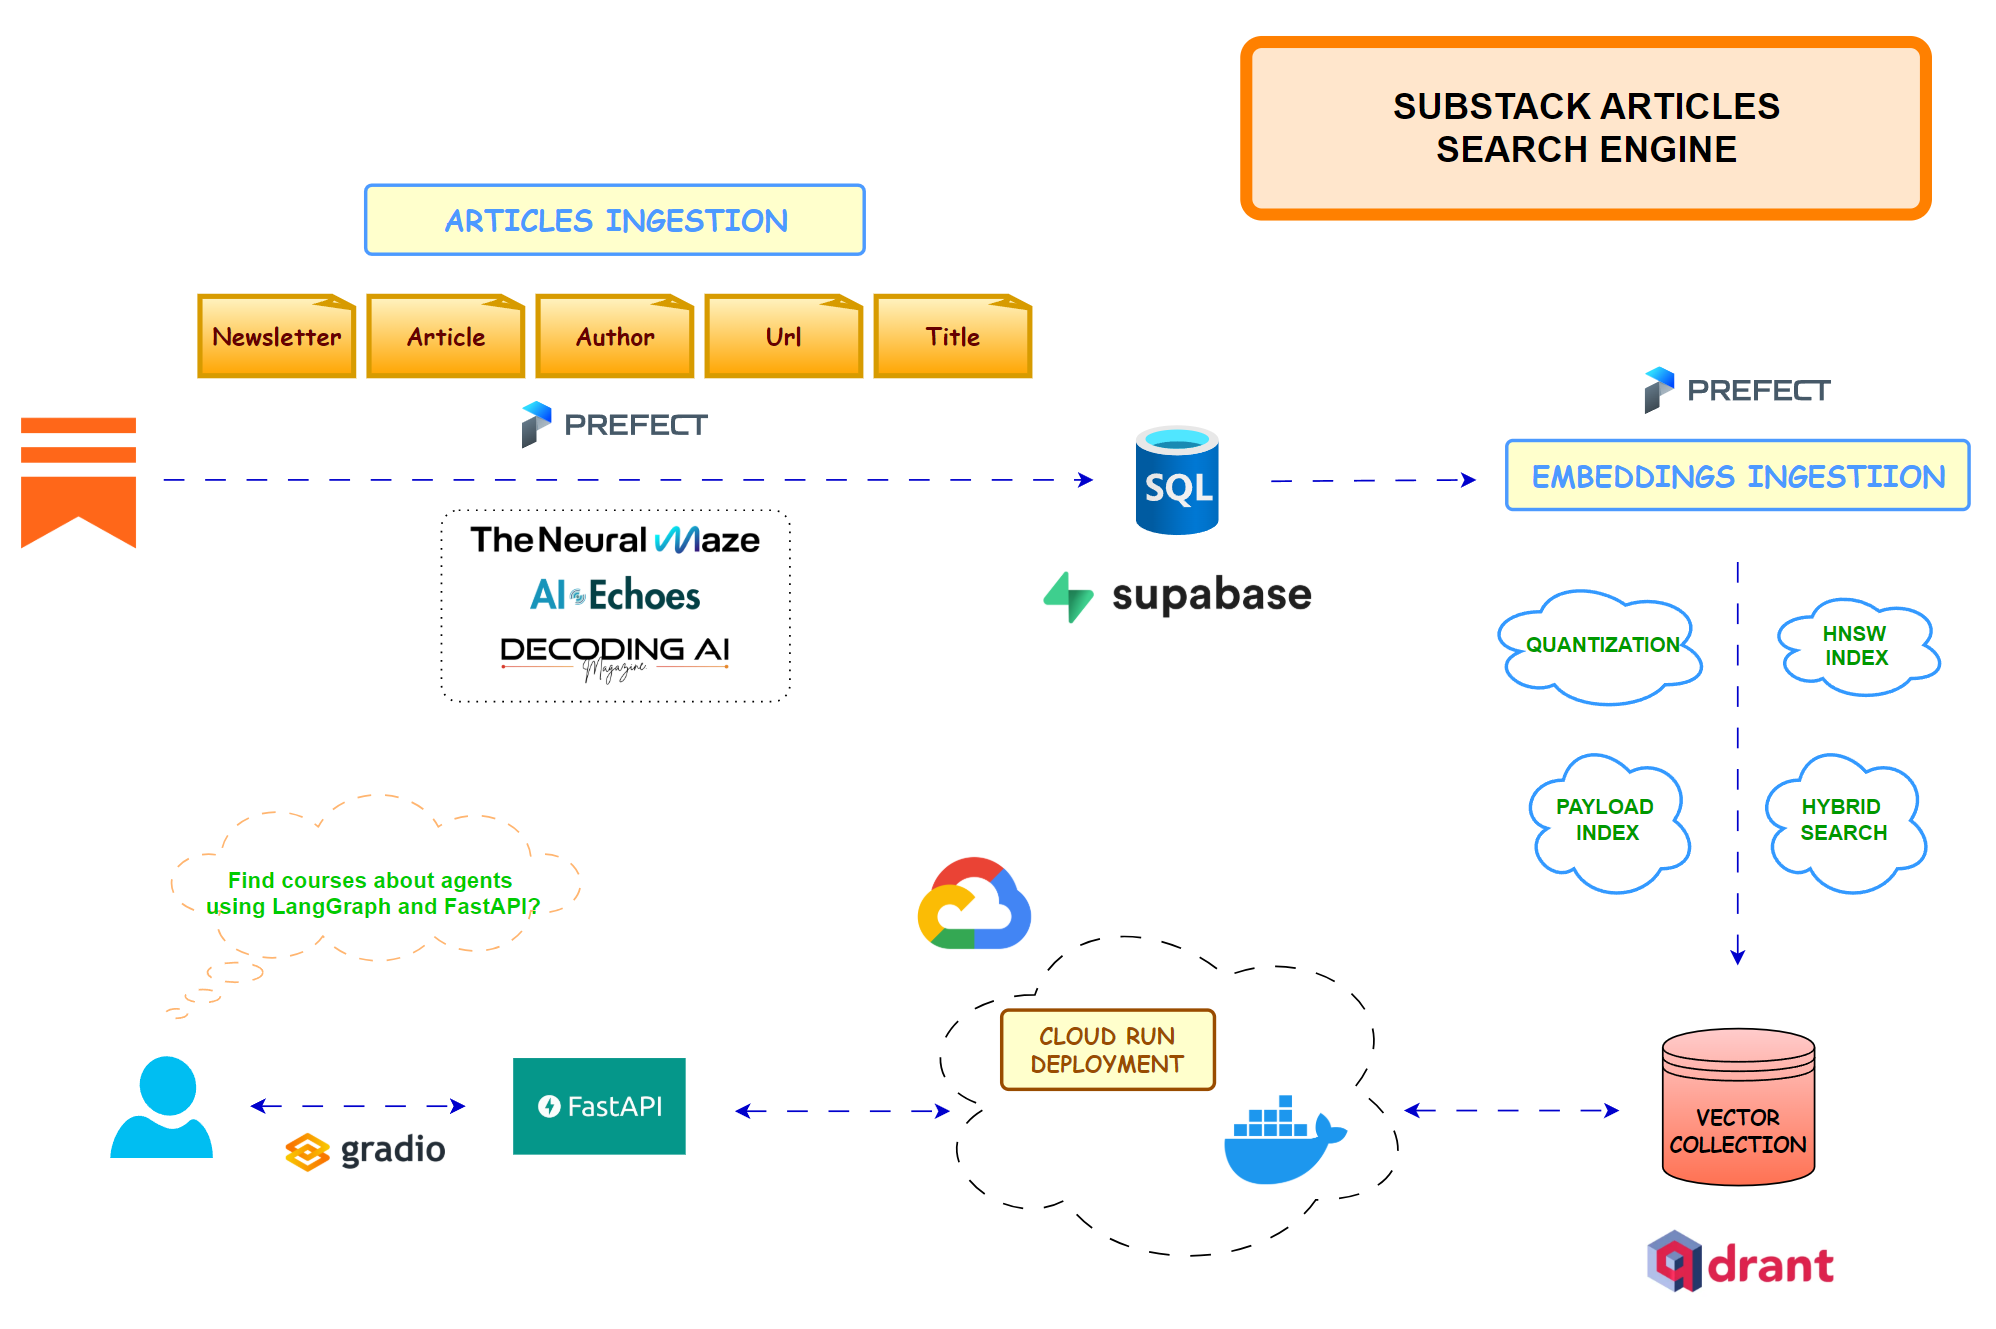 SUBSTACK ARTICLES
SEARCH ENGINE
ARTICLES INGESTION
Newsletter
Article
Author
Url
Title
PREFECT
PREFECT
SQL
EMBEDDINGS INGESTIION
The Neural Maze
AI Echoes
DECODING AI
Magazine
supabase
QUANTIZATION
HNSW
INDEX
PAYLOAD
INDEX
HYBRID
SEARCH
Find courses about agents
using LangGraph and FastAPI?
CLOUD RUN
DEPLOYMENT
FastAPI
gradio
VECTOR
COLLECTION
qdrant